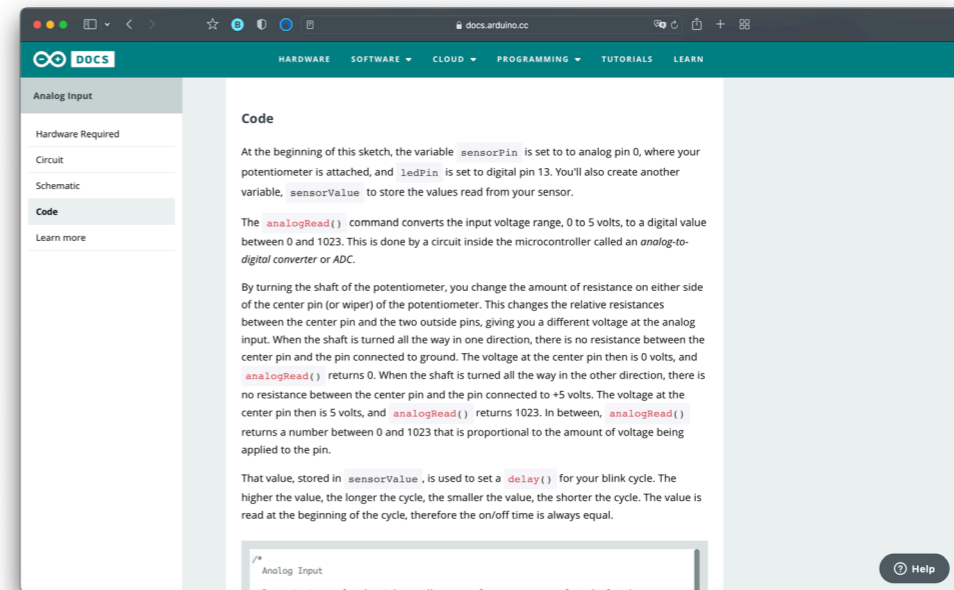 docs.arduino.cc
DOCS
HARDWARE SOFTWARE CLOUD PROGRAMMING TUTORIALS LEARN
Analog Input
Hardware Required
Circuit
Schematic
Code
Learn more
Code
At the beginning of this sketch, the variable sensorPin is set to to analog pin 0, where your
potentiometer is attached, and ledPin is set to digital pin 13. You'll also create another
variable, sensorValue to store the values read from your sensor.
The analogRead() command converts the input voltage range, 0 to 5 volts, to a digital value
between 0 and 1023. This is done by a circuit inside the microcontroller called an analog-to-
digital converter or ADC.
By turning the shaft of the potentiometer, you change the amount of resistance on either side
of the center pin (or wiper) of the potentiometer. This changes the relative resistances
between the center pin and the two outside pins, giving you a different voltage at the analog
input. When the shaft is turned all the way in one direction, there is no resistance between the
center pin and the pin connected to ground. The voltage at the center pin then is 0 volts, and
analogRead() returns 0. When the shaft is turned all the way in the other direction, there is
no resistance between the center pin and the pin connected to +5 volts. The voltage at the
center pin then is 5 volts, and analogRead() returns 1023. In between, analogRead()
returns a number between 0 and 1023 that is proportional to the amount of voltage being
applied to the pin.
That value, stored in sensorValue , is used to set a delay() for your blink cycle. The
higher the value, the longer the cycle, the smaller the value, the shorter the cycle. The value is
read at the beginning of the cycle, therefore the on/off time is always equal.
/*
Analog Input
Help